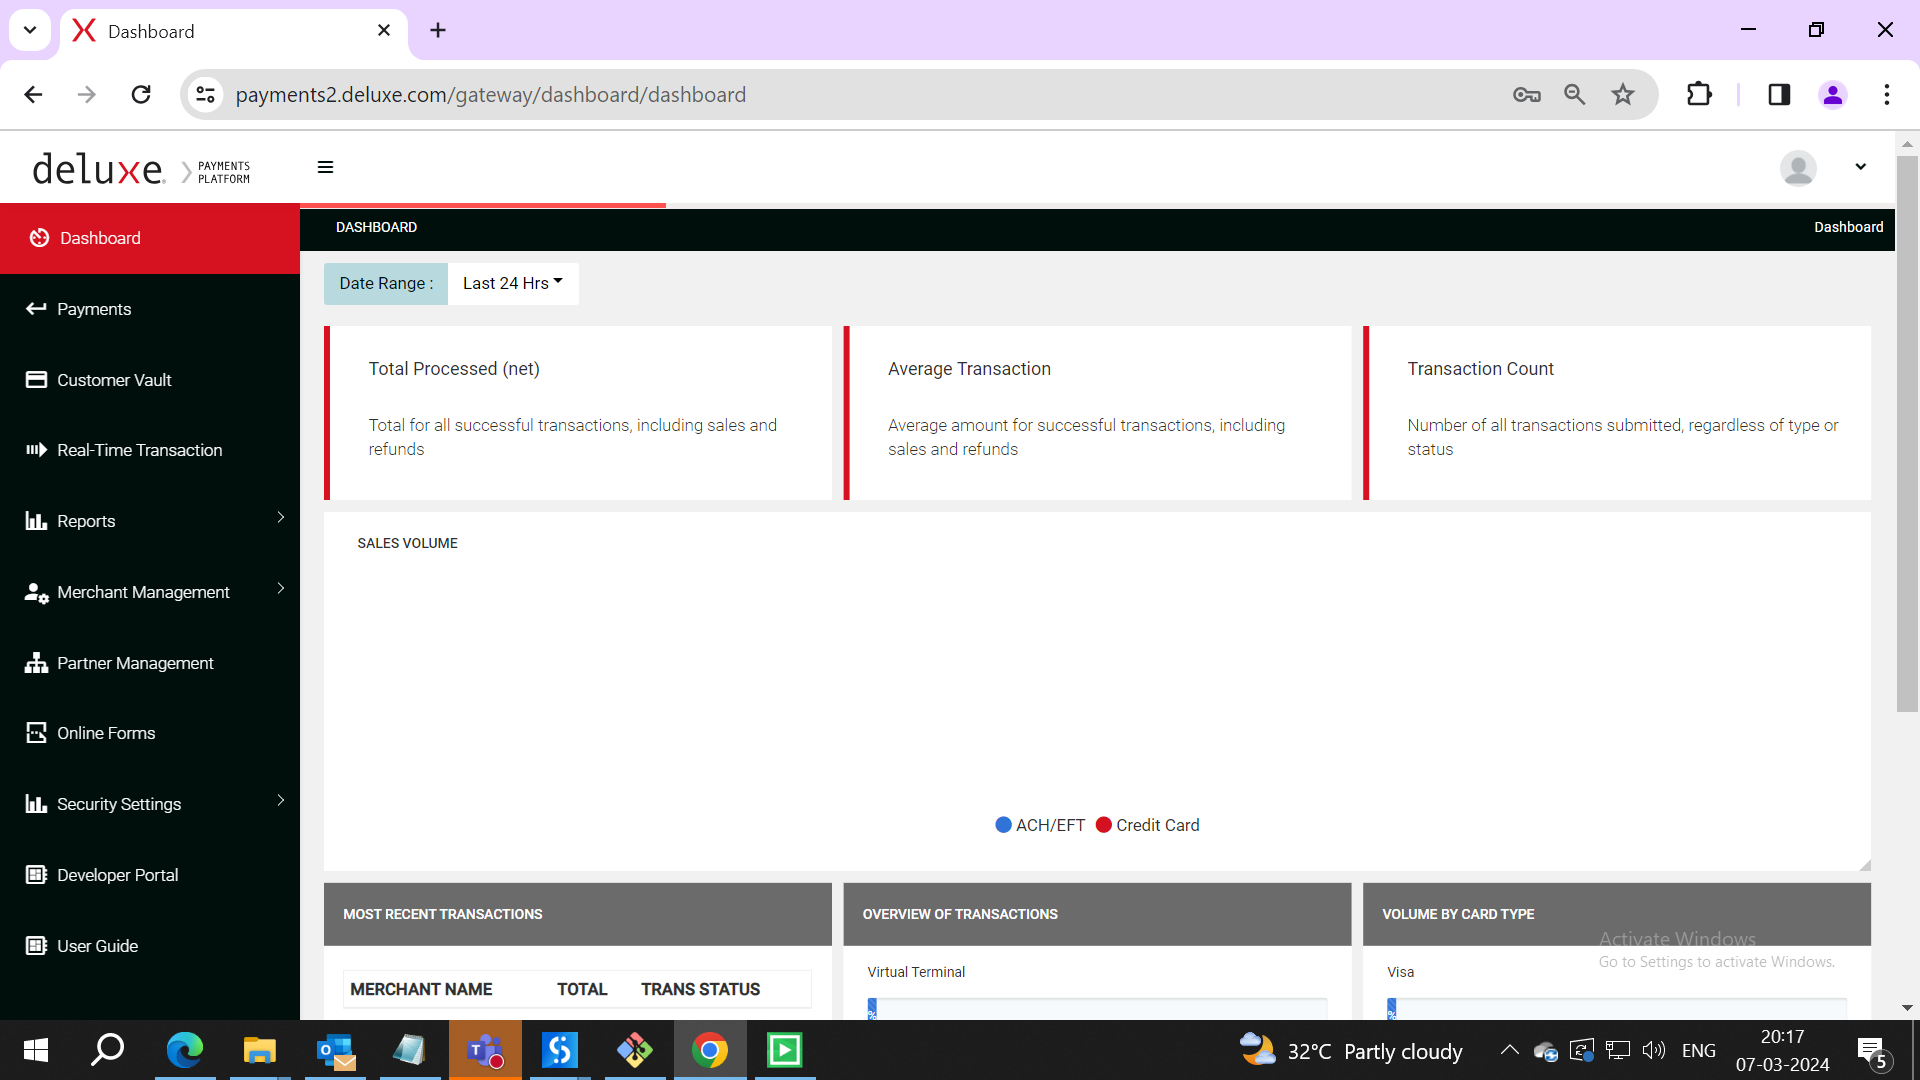 Dashboard
payments2.deluxe.com/gateway/dashboard/dashboard
deluxe. PAYMENTS
PLATFORM
Dashboard
Payments
Customer Vault
Real-Time Transaction
Reports
Merchant Management
Partner Management
Online Forms
Security Settings
Developer Portal
User Guide
DASHBOARD
Dashboard
Date Range :
Last 24 Hrs
Total Processed (net)
Total for all successful transactions, including sales and
refunds
Average Transaction
Average amount for successful transactions, including
sales and refunds
Transaction Count
Number of all transactions submitted, regardless of type or
status
SALES VOLUME
ACH/EFT
Credit Card
MOST RECENT TRANSACTIONS
MERCHANT NAME TOTAL TRANS STATUS
OVERVIEW OF TRANSACTIONS
Virtual Terminal
%
VOLUME BY CARD TYPE
Visa
%
Activate Windows
Go to Settings to activate Windows.
32°C Partly cloudy
ENG
20:17
07-03-2024
5